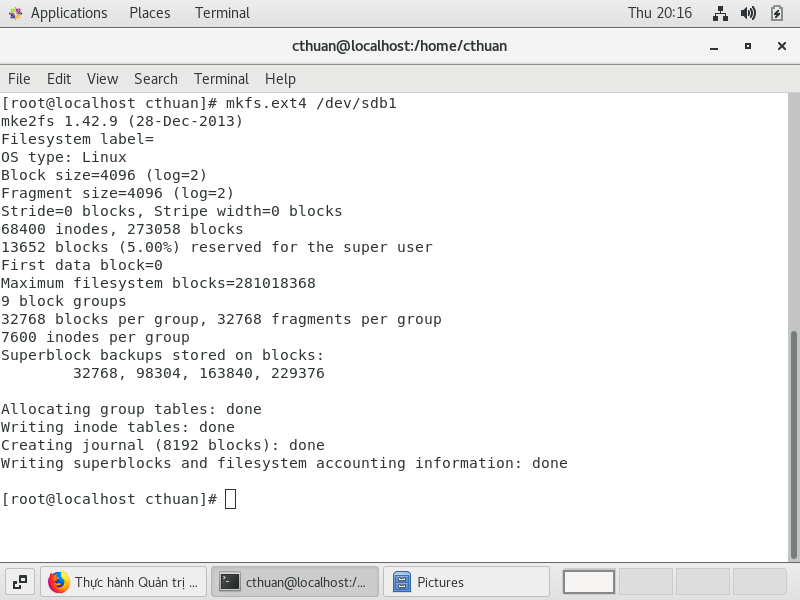 Applications Places Terminal Thu 20:16
cthuan@localhost:/home/cthuan
File Edit View Search Terminal Help
[root@localhost cthuan]# mkfs.ext4 /dev/sdb1
mke2fs 1.42.9 (28-Dec-2013)
Filesystem label=
OS type: Linux
Block size=4096 (log=2)
Fragment size=4096 (log=2)
Stride=0 blocks, Stripe width=0 blocks
68400 inodes, 273058 blocks
13652 blocks (5.00%) reserved for the super user
First data block=0
Maximum filesystem blocks=281018368
9 block groups
32768 blocks per group, 32768 fragments per group
7600 inodes per group
Superblock backups stored on blocks:
        32768, 98304, 163840, 229376

Allocating group tables: done
Writing inode tables: done
Creating journal (8192 blocks): done
Writing superblocks and filesystem accounting information: done

[root@localhost cthuan]#
Thực hành Quản trị ... cthuan@localhost:/... Pictures